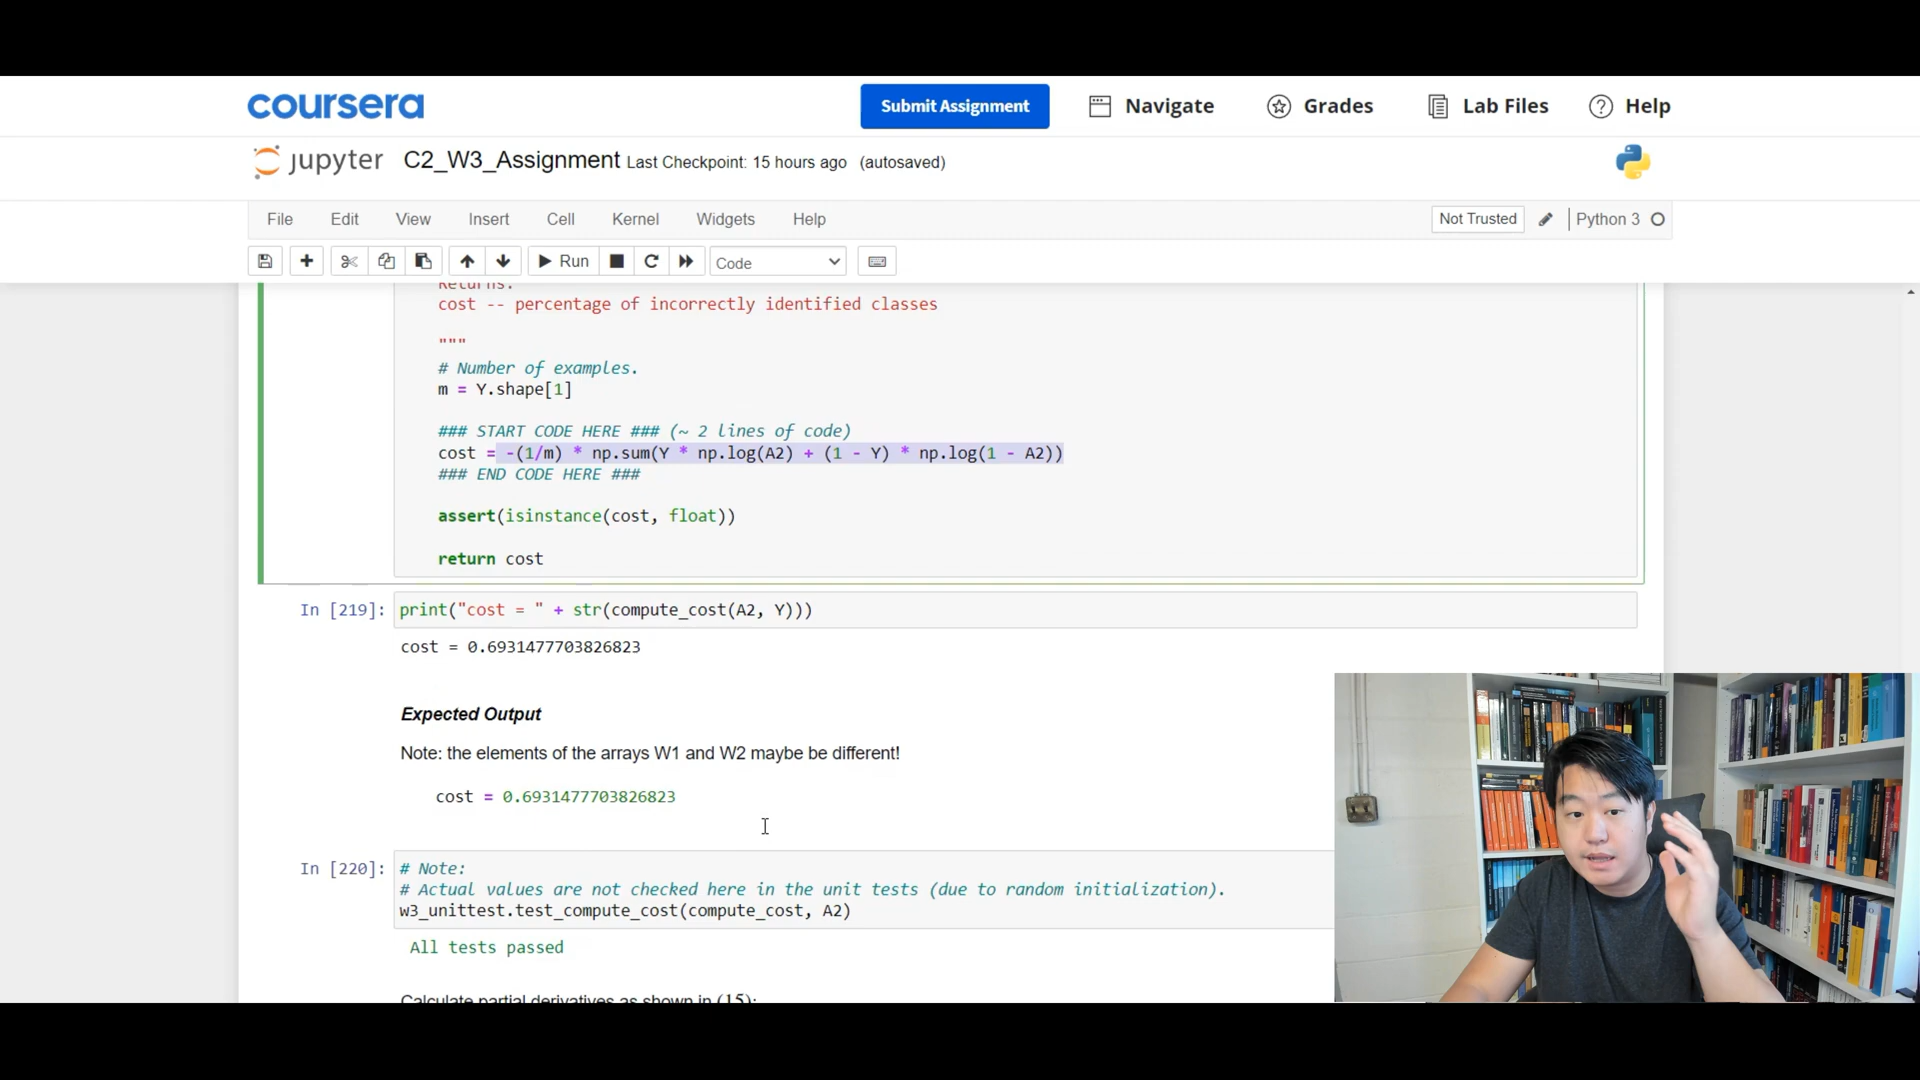 coursera
Submit Assignment
Navigate
Grades
Lab Files
Help
jupyter
C2_W3_Assignment Last Checkpoint: 15 hours ago (autosaved)
File Edit View Insert Cell Kernel Widgets Help
Not Trusted
Python 3
Run
Code
Returns:
cost -- percentage of incorrectly identified classes
"""
# Number of examples.
m = Y.shape[1]
### START CODE HERE ### (~ 2 lines of code)
cost = -(1/m) * np.sum(Y * np.log(A2) + (1 - Y) * np.log(1 - A2))
### END CODE HERE ###
assert(isinstance(cost, float))
return cost
In [219]: print("cost = " + str(compute_cost(A2, Y)))
cost = 0.6931477703826823
Expected Output
Note: the elements of the arrays W1 and W2 maybe be different!
cost = 0.6931477703826823
In [220]: # Note:
# Actual values are not checked here in the unit tests (due to random initialization).
w3_unittest.test_compute_cost(compute_cost, A2)
All tests passed
Calculate partial derivatives as shown in (15):